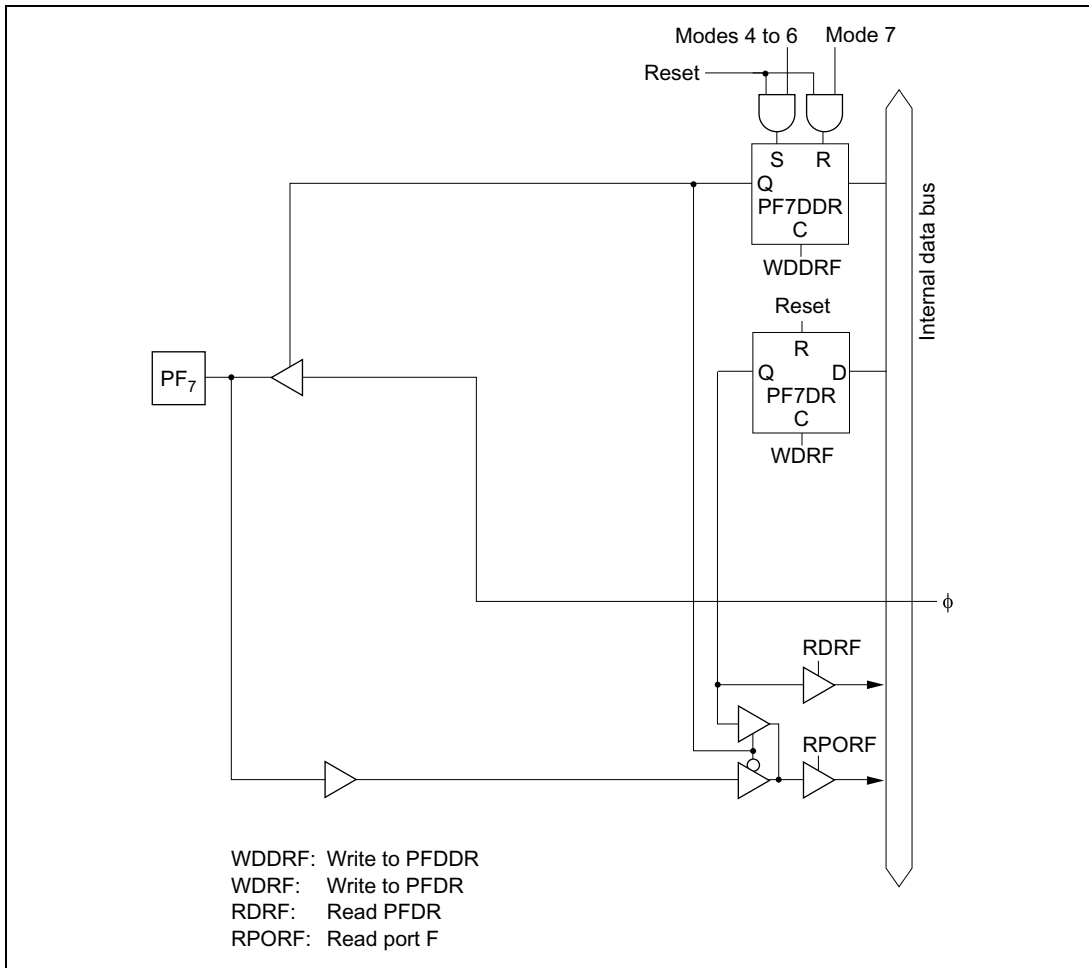 Modes 4 to 6
Mode 7
Reset
S R
Q
PF7DDR
C
WDDRF
Internal data bus
Reset
R
Q D
PF7DR
C
WDRF
PF7
ϕ
RDRF
RPORF
WDDRF: Write to PFDDR
WDRF: Write to PFDR
RDRF: Read PFDR
RPORF: Read port F